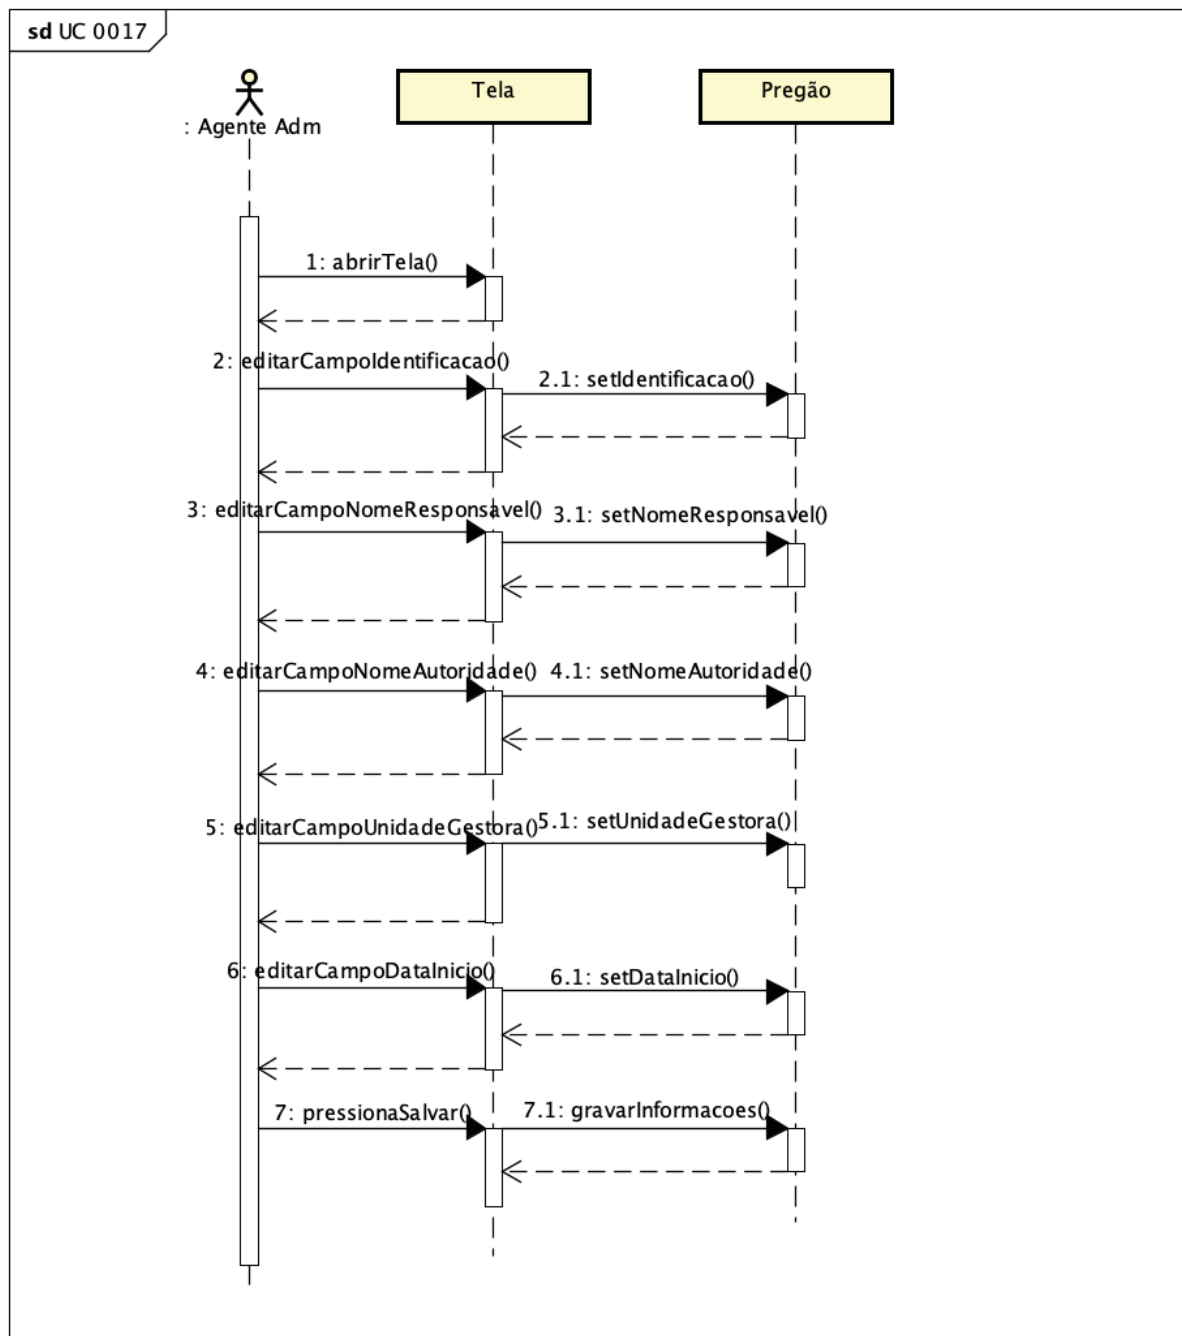 sd UC 0017
Tela
Pregão
: Agente Adm
1: abrirTela()
2: editarCampoIdentificacao()
2.1: setIdentificacao()
3: editarCampoNomeResponsavel()
3.1: setNomeResponsavel()
4: editarCampoNomeAutoridade()
4.1: setNomeAutoridade()
5: editarCampoUnidadeGestora()
5.1: setUnidadeGestora()
6: editarCampoDataInicio()
6.1: setDataInicio()
7: pressionaSalvar()
7.1: gravarInformacoes()